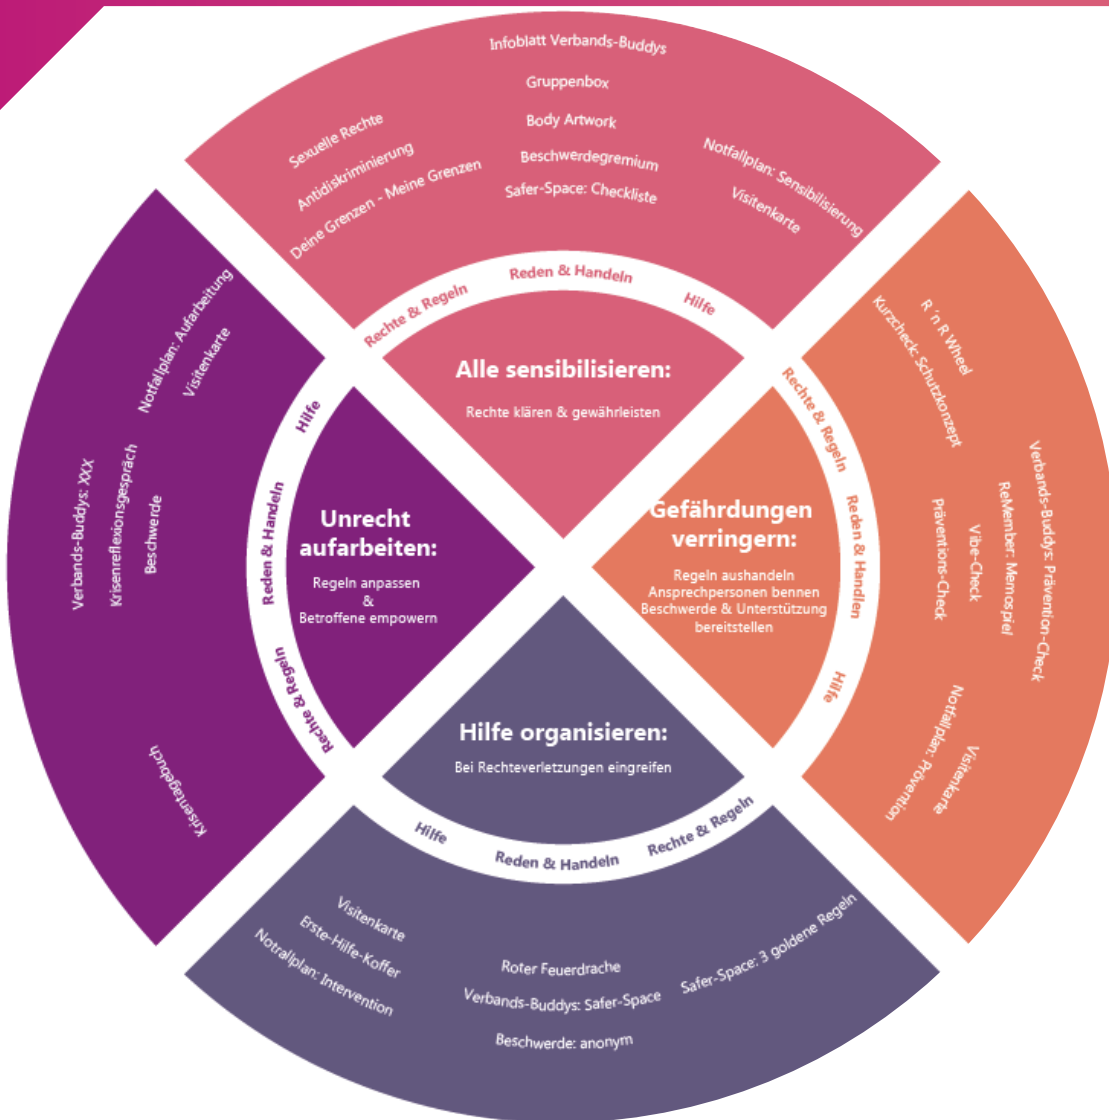 Infoblatt Verbands-Buddys
Gruppenbox
Body Artwork
Beschwerdegremium
Safer-Space: Checkliste
Sexuelle Rechte
Antidiskriminierung
Deine Grenzen - Meine Grenzen
Notfallplan: Sensibilisierung
Visitenkarte
Rechte & Regeln
Reden & Handeln
Hilfe
Alle sensibilisieren:
Rechte klären & gewährleisten
R 'n R Wheel
Kurzcheck: Schutzkonzept
Verbands-Buddys: Prävention-Check
ReMember: Memospiel
Vibe-Check
Präventions-Check
Visitenkarte
Notfallplan: Prävention
Rechte & Regeln
Reden & Handlen
Hilfe
Gefährdungen
verringern:
Regeln aushandeln
Ansprechpersonen bennen
Beschwerde & Unterstützung
bereitstellen
Hilfe organisieren:
Bei Rechteverletzungen eingreifen
Hilfe
Reden & Handeln
Rechte & Regeln
Visitenkarte
Erste-Hilfe-Koffer
Notrallplan: Intervention
Roter Feuerdrache
Verbands-Buddys: Safer-Space
Beschwerde: anonym
Safer-Space: 3 goldene Regeln
Unrecht
aufarbeiten:
Regeln anpassen
&
Betroffene empowern
Hilfe
Reden & Handeln
Rechte & Regeln
Notfallplan: Aufarbeitung
Visitenkarte
Verbands-Buddys: XXX
Krisenreflexionsgespräch
Beschwerde
Krisentagebuch